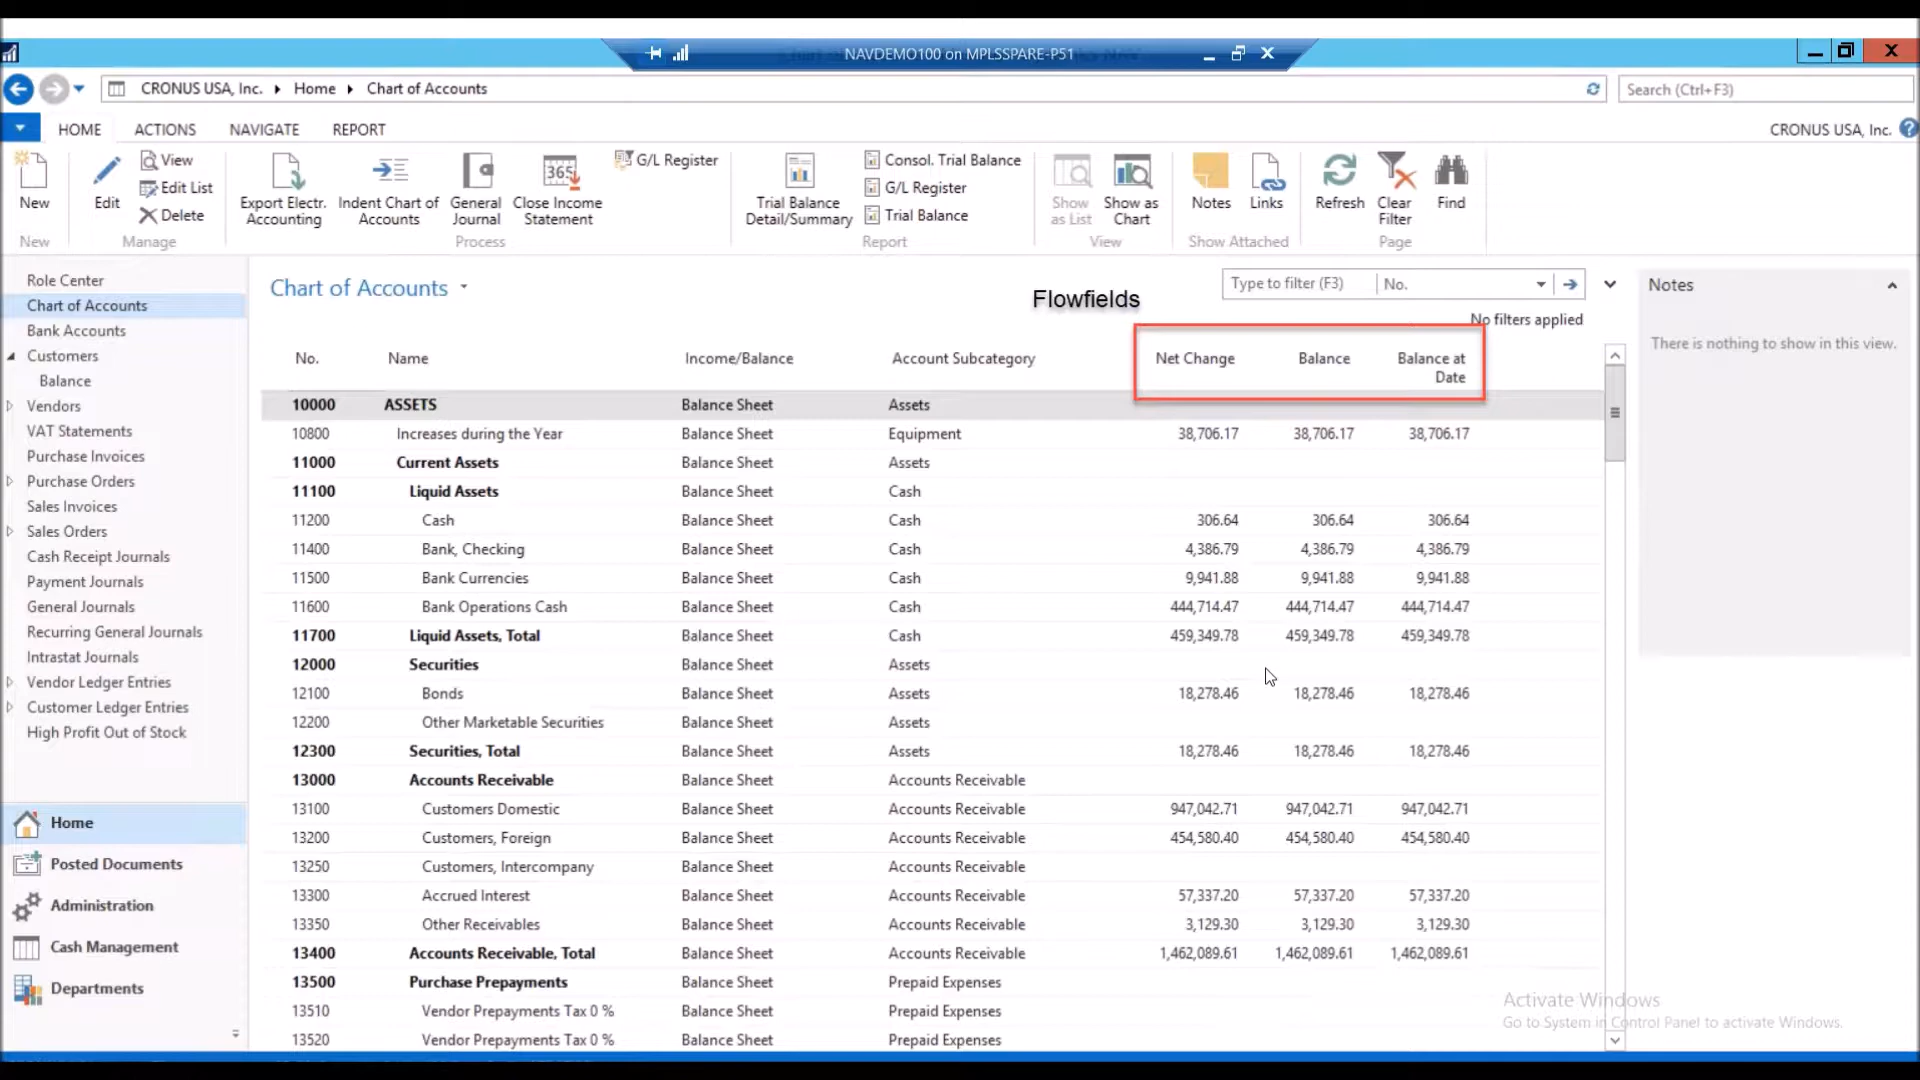 NAVDEMO100 on MPLSSPARE-P51
CRONUS USA, Inc. Home Chart of Accounts
Search (Ctrl+F3)
HOME ACTIONS NAVIGATE REPORT
CRONUS USA, Inc.
New
New
Edit
View
Edit List
Delete
Manage
Export Electr.
Accounting
Indent Chart of
Accounts
General
Journal
365
Close Income
Statement
G/L Register
Process
Trial Balance
Detail/Summary
Consol. Trial Balance
G/L Register
Trial Balance
Report
Show
as List
Show as
Chart
View
Notes
Links
Show Attached
Refresh
Clear
Filter
Find
Page
Role Center
Chart of Accounts
Bank Accounts
Customers
Balance
Vendors
VAT Statements
Purchase Invoices
Purchase Orders
Sales Invoices
Sales Orders
Cash Receipt Journals
Payment Journals
General Journals
Recurring General Journals
Intrastat Journals
Vendor Ledger Entries
Customer Ledger Entries
High Profit Out of Stock
Home
Posted Documents
Administration
Cash Management
Departments
Chart of Accounts
Flowfields
Type to filter (F3) No.
No filters applied
No. Name Income/Balance Account Subcategory Net Change Balance Balance at
Date
10000 ASSETS Balance Sheet Assets
10800 Increases during the Year Balance Sheet Equipment 38,706.17 38,706.17 38,706.17
11000 Current Assets Balance Sheet Assets
11100 Liquid Assets Balance Sheet Cash
11200 Cash Balance Sheet Cash 306.64 306.64 306.64
11400 Bank, Checking Balance Sheet Cash 4,386.79 4,386.79 4,386.79
11500 Bank Currencies Balance Sheet Cash 9,941.88 9,941.88 9,941.88
11600 Bank Operations Cash Balance Sheet Cash 444,714.47 444,714.47 444,714.47
11700 Liquid Assets, Total Balance Sheet Cash 459,349.78 459,349.78 459,349.78
12000 Securities Balance Sheet Assets
12100 Bonds Balance Sheet Assets 18,278.46 18,278.46 18,278.46
12200 Other Marketable Securities Balance Sheet Assets
12300 Securities, Total Balance Sheet Assets 18,278.46 18,278.46 18,278.46
13000 Accounts Receivable Balance Sheet Accounts Receivable
13100 Customers Domestic Balance Sheet Accounts Receivable 947,042.71 947,042.71 947,042.71
13200 Customers, Foreign Balance Sheet Accounts Receivable 454,580.40 454,580.40 454,580.40
13250 Customers, Intercompany Balance Sheet Accounts Receivable
13300 Accrued Interest Balance Sheet Accounts Receivable 57,337.20 57,337.20 57,337.20
13350 Other Receivables Balance Sheet Accounts Receivable 3,129.30 3,129.30 3,129.30
13400 Accounts Receivable, Total Balance Sheet Accounts Receivable 1,462,089.61 1,462,089.61 1,462,089.61
13500 Purchase Prepayments Balance Sheet Prepaid Expenses
13510 Vendor Prepayments Tax 0 % Balance Sheet Prepaid Expenses
13520 Vendor Prepayments Tax 0 % Balance Sheet Prepaid Expenses
Notes
There is nothing to show in this view.
Activate Windows
Go to System in Control Panel to activate Windows.